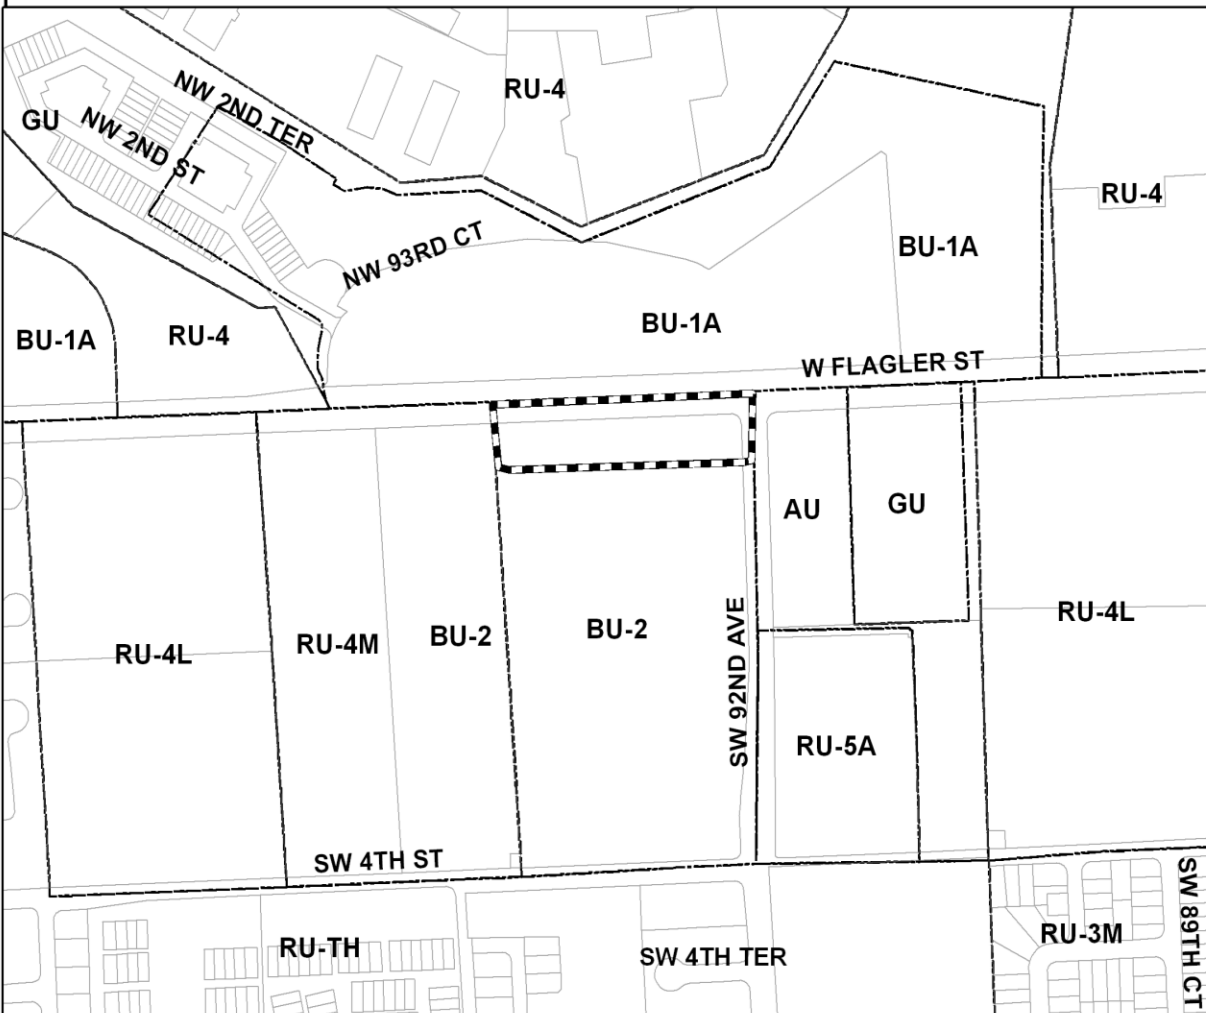 RU-4
NW 2ND TER
GU
NW 2ND ST
RU-4
NW 93RD CT
BU-1A
BU-1A
RU-4
BU-1A
W FLAGLER ST
AU
GU
RU-4L
RU-4M
BU-2
BU-2
SW 92ND AVE
RU-4L
RU-5A
SW 4TH ST
RU-TH
SW 4TH TER
RU-3M
SW 89TH CT